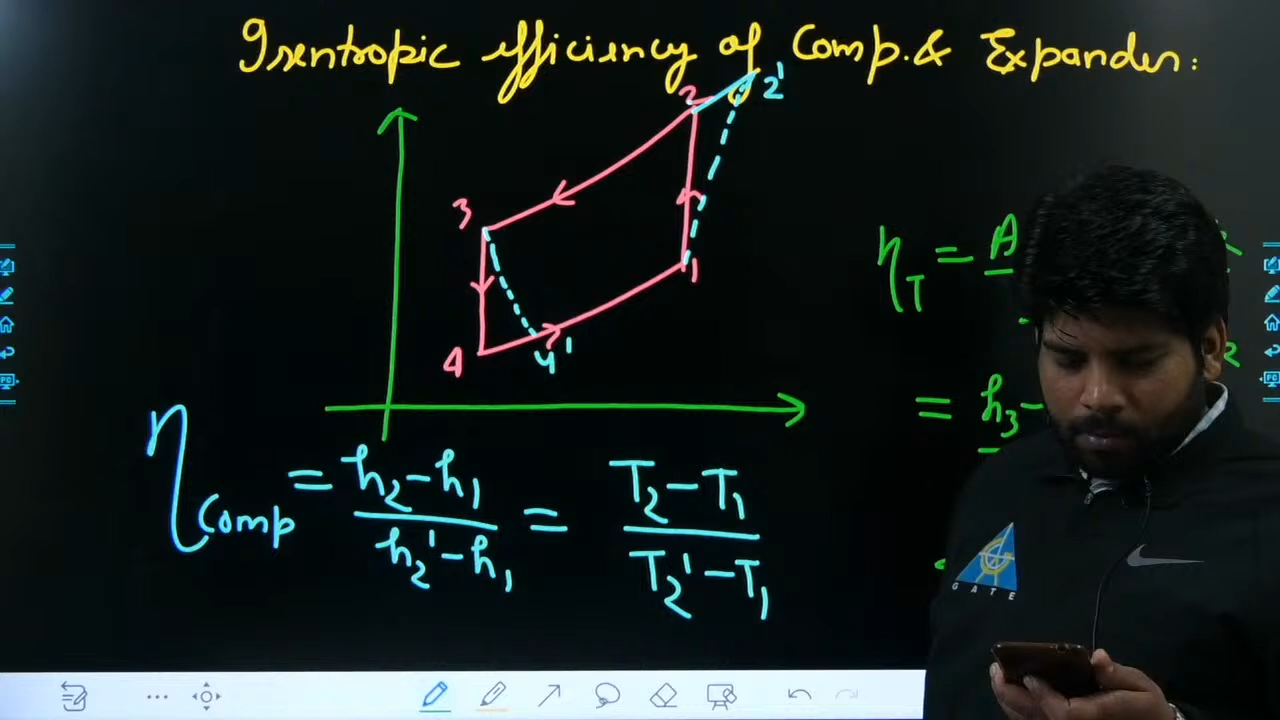 Isentropic efficiency of Comp. & Expander:
2 2'
3
1
4 4'
η_T = A
= h₃-
η_Comp = h₂-h₁ / h₂'-h₁ = T₂-T₁ / T₂'-T₁
GATE